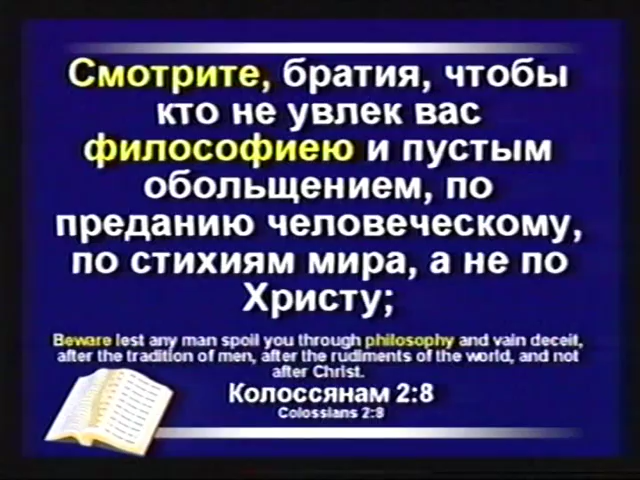 Смотрите, братия, чтобы
кто не увлек вас
философиею и пустым
обольщением, по
преданию человеческому,
по стихиям мира, а не по
Христу;
Beware lest any man spoil you through philosophy and vain deceit,
after the tradition of men, after the rudiments of the world, and not
after Christ.
Колоссянам 2:8
Colossians 2:8